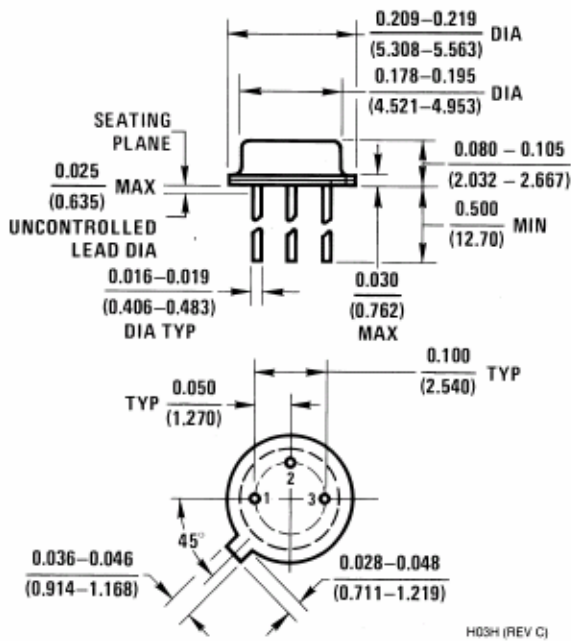 0.209–0.219
(5.308-5.563)
DIA
0.178–0.195
(4.521-4.953)
DIA
SEATING
PLANE
0.025
(0.635)
MAX
UNCONTROLLED
LEAD DIA
0.080 – 0.105
(2.032 – 2.667)
0.500
(12.70)
MIN
0.016–0.019
(0.406-0.483)
DIA TYP
0.030
(0.762)
MAX
0.100
(2.540)
TYP
TYP
0.050
(1.270)
2
1
3
45°
0.036–0.046
(0.914-1.168)
0.028–0.048
(0.711–1.219)
H03H (REV C)